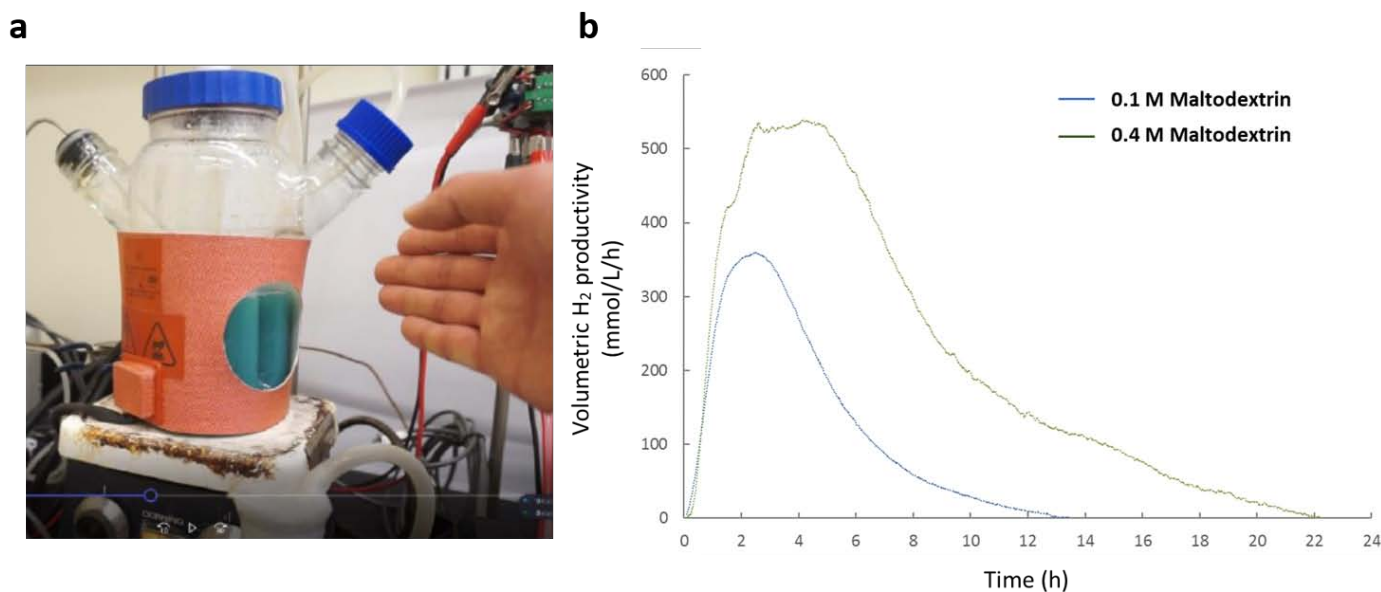 a
b
600
500
400
300
200
100
0
Volumetric H₂ productivity
(mmol/L/h)
0.1 M Maltodextrin
0.4 M Maltodextrin
0 2 4 6 8 10 12 14 16 18 20 22 24
Time (h)
CORNING